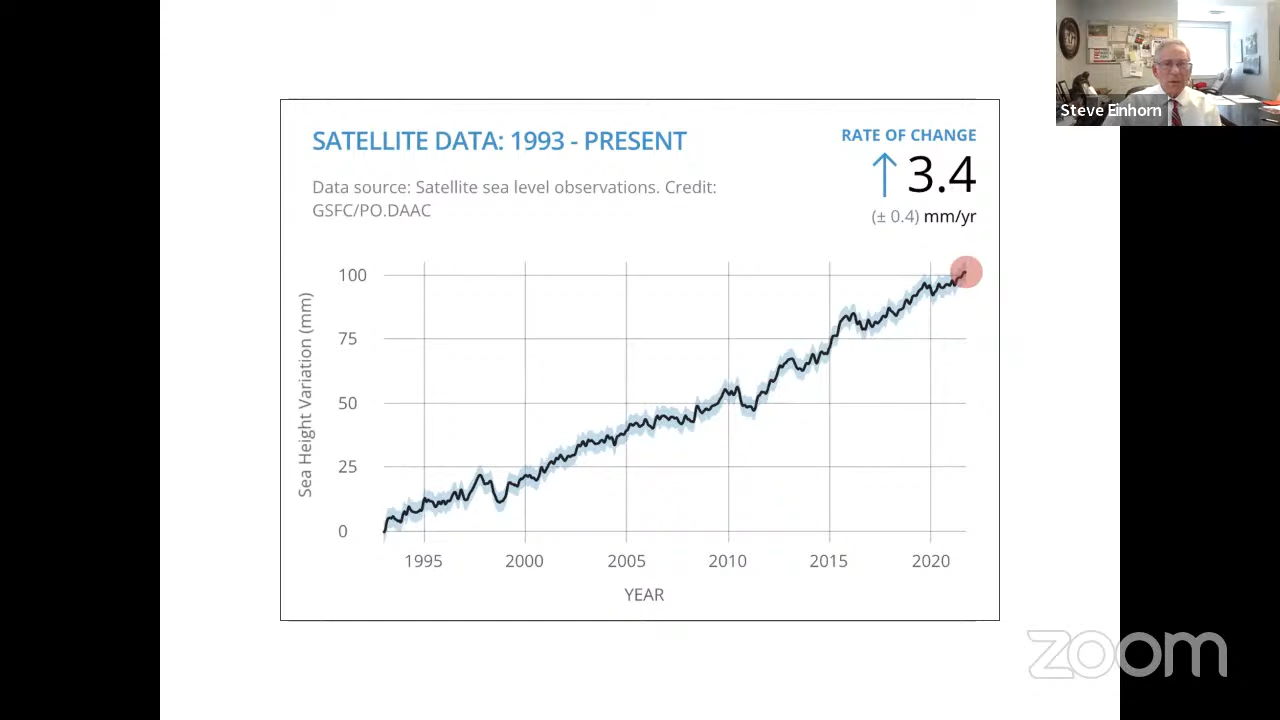 Steve Einhorn
SATELLITE DATA: 1993 - PRESENT
RATE OF CHANGE
↑ 3.4
(± 0.4) mm/yr
Data source: Satellite sea level observations. Credit:
GSFC/PO.DAAC
Sea Height Variation (mm)
100
75
50
25
0
1995 2000 2005 2010 2015 2020
YEAR
zoom